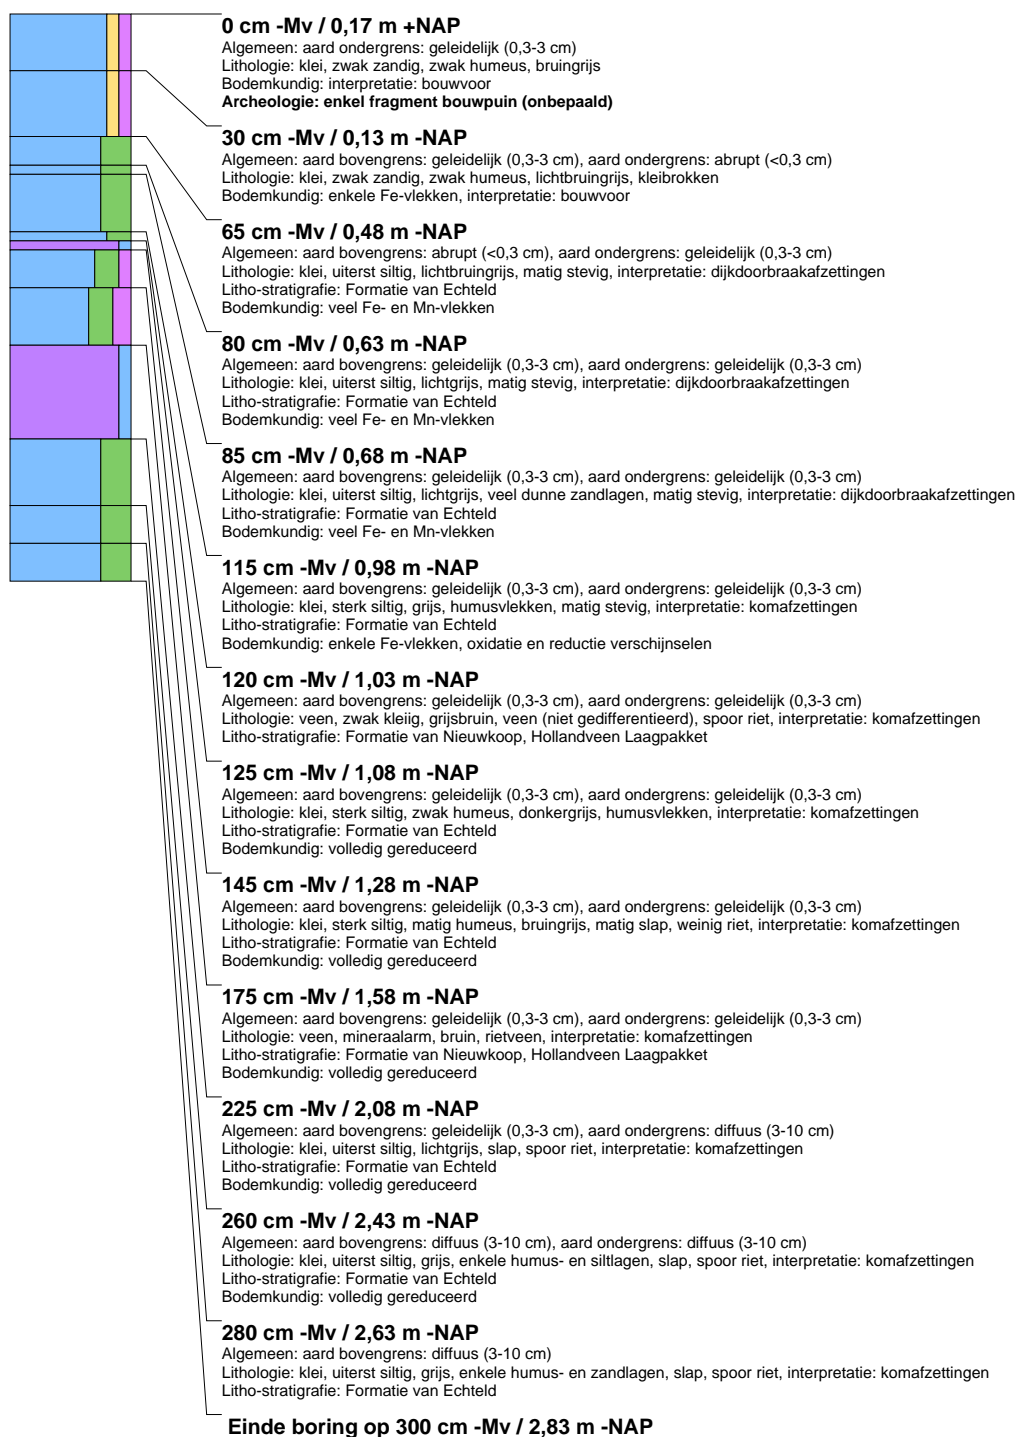 0 cm -Mv / 0,17 m +NAP
Algemeen: aard ondergrens: geleidelijk (0,3-3 cm)
Lithologie: klei, zwak zandig, zwak humeus, bruingrijs
Bodemkundig: interpretatie: bouwvoor
Archeologie: enkel fragment bouwpuin (onbepaald)
30 cm -Mv / 0,13 m -NAP
Algemeen: aard bovengrens: geleidelijk (0,3-3 cm), aard ondergrens: abrupt (<0,3 cm)
Lithologie: klei, zwak zandig, zwak humeus, lichtbruingrijs, kleibrokken
Bodemkundig: enkele Fe-vlekken, interpretatie: bouwvoor
65 cm -Mv / 0,48 m -NAP
Algemeen: aard bovengrens: abrupt (<0,3 cm), aard ondergrens: geleidelijk (0,3-3 cm)
Lithologie: klei, uiterst siltig, lichtbruingrijs, matig stevig, interpretatie: dijkdoorbraakafzettingen
Litho-stratigrafie: Formatie van Echteld
Bodemkundig: veel Fe- en Mn-vlekken
80 cm -Mv / 0,63 m -NAP
Algemeen: aard bovengrens: geleidelijk (0,3-3 cm), aard ondergrens: geleidelijk (0,3-3 cm)
Lithologie: klei, uiterst siltig, lichtgrijs, matig stevig, interpretatie: dijkdoorbraakafzettingen
Litho-stratigrafie: Formatie van Echteld
Bodemkundig: veel Fe- en Mn-vlekken
85 cm -Mv / 0,68 m -NAP
Algemeen: aard bovengrens: geleidelijk (0,3-3 cm), aard ondergrens: geleidelijk (0,3-3 cm)
Lithologie: klei, uiterst siltig, lichtgrijs, veel dunne zandlagen, matig stevig, interpretatie: dijkdoorbraakafzettingen
Litho-stratigrafie: Formatie van Echteld
Bodemkundig: veel Fe- en Mn-vlekken
115 cm -Mv / 0,98 m -NAP
Algemeen: aard bovengrens: geleidelijk (0,3-3 cm), aard ondergrens: geleidelijk (0,3-3 cm)
Lithologie: klei, sterk siltig, grijs, humusvlekken, matig stevig, interpretatie: komafzettingen
Litho-stratigrafie: Formatie van Echteld
Bodemkundig: enkele Fe-vlekken, oxidatie en reductie verschijnselen
120 cm -Mv / 1,03 m -NAP
Algemeen: aard bovengrens: geleidelijk (0,3-3 cm), aard ondergrens: geleidelijk (0,3-3 cm)
Lithologie: veen, zwak kleiig, grijsbruin, veen (niet gedifferentieerd), spoor riet, interpretatie: komafzettingen
Litho-stratigrafie: Formatie van Nieuwkoop, Hollandveen Laagpakket
125 cm -Mv / 1,08 m -NAP
Algemeen: aard bovengrens: geleidelijk (0,3-3 cm), aard ondergrens: geleidelijk (0,3-3 cm)
Lithologie: klei, sterk siltig, zwak humeus, donkergrijs, humusvlekken, interpretatie: komafzettingen
Litho-stratigrafie: Formatie van Echteld
Bodemkundig: volledig gereduceerd
145 cm -Mv / 1,28 m -NAP
Algemeen: aard bovengrens: geleidelijk (0,3-3 cm), aard ondergrens: geleidelijk (0,3-3 cm)
Lithologie: klei, sterk siltig, matig humeus, bruingrijs, matig slap, weinig riet, interpretatie: komafzettingen
Litho-stratigrafie: Formatie van Echteld
Bodemkundig: volledig gereduceerd
175 cm -Mv / 1,58 m -NAP
Algemeen: aard bovengrens: geleidelijk (0,3-3 cm), aard ondergrens: geleidelijk (0,3-3 cm)
Lithologie: veen, mineraalarm, bruin, rietveen, interpretatie: komafzettingen
Litho-stratigrafie: Formatie van Nieuwkoop, Hollandveen Laagpakket
Bodemkundig: volledig gereduceerd
225 cm -Mv / 2,08 m -NAP
Algemeen: aard bovengrens: geleidelijk (0,3-3 cm), aard ondergrens: diffuus (3-10 cm)
Lithologie: klei, uiterst siltig, lichtgrijs, slap, spoor riet, interpretatie: komafzettingen
Litho-stratigrafie: Formatie van Echteld
Bodemkundig: volledig gereduceerd
260 cm -Mv / 2,43 m -NAP
Algemeen: aard bovengrens: diffuus (3-10 cm), aard ondergrens: diffuus (3-10 cm)
Lithologie: klei, uiterst siltig, grijs, enkele humus- en siltlagen, slap, spoor riet, interpretatie: komafzettingen
Litho-stratigrafie: Formatie van Echteld
Bodemkundig: volledig gereduceerd
280 cm -Mv / 2,63 m -NAP
Algemeen: aard bovengrens: diffuus (3-10 cm)
Lithologie: klei, uiterst siltig, grijs, enkele humus- en zandlagen, slap, spoor riet, interpretatie: komafzettingen
Litho-stratigrafie: Formatie van Echteld
Einde boring op 300 cm -Mv / 2,83 m -NAP